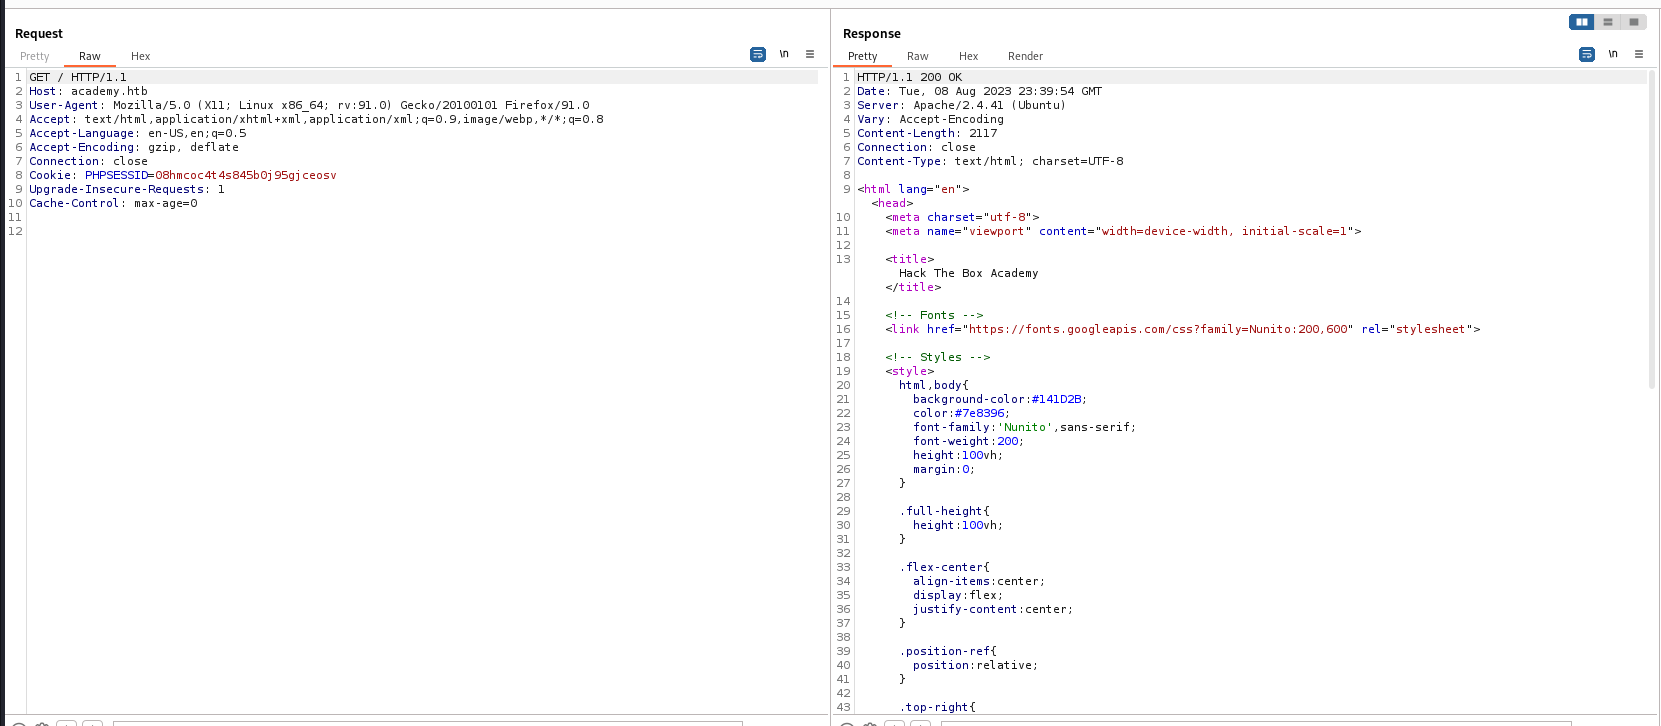 Request
Pretty Raw Hex \n
1 GET / HTTP/1.1
2 Host: academy.htb
3 User-Agent: Mozilla/5.0 (X11; Linux x86_64; rv:91.0) Gecko/20100101 Firefox/91.0
4 Accept: text/html,application/xhtml+xml,application/xml;q=0.9,image/webp,*/*;q=0.8
5 Accept-Language: en-US,en;q=0.5
6 Accept-Encoding: gzip, deflate
7 Connection: close
8 Cookie: PHPSESSID=08hmcoc4t4s845b0j95gjceosv
9 Upgrade-Insecure-Requests: 1
10 Cache-Control: max-age=0
11
12
Response
Pretty Raw Hex Render \n
1 HTTP/1.1 200 OK
2 Date: Tue, 08 Aug 2023 23:39:54 GMT
3 Server: Apache/2.4.41 (Ubuntu)
4 Vary: Accept-Encoding
5 Content-Length: 2117
6 Connection: close
7 Content-Type: text/html; charset=UTF-8
8
9 <html lang="en">
<head>
10 <meta charset="utf-8">
11 <meta name="viewport" content="width=device-width, initial-scale=1">
12
13 <title>
Hack The Box Academy
</title>
14
15 <!-- Fonts -->
16 <link href="https://fonts.googleapis.com/css?family=Nunito:200,600" rel="stylesheet">
17
18 <!-- Styles -->
19 <style>
20 html,body{
21 background-color:#141D2B;
22 color:#7e8396;
23 font-family:'Nunito',sans-serif;
24 font-weight:200;
25 height:100vh;
26 margin:0;
27 }
28
29 .full-height{
30 height:100vh;
31 }
32
33 .flex-center{
34 align-items:center;
35 display:flex;
36 justify-content:center;
37 }
38
39 .position-ref{
40 position:relative;
41 }
42
43 .top-right{